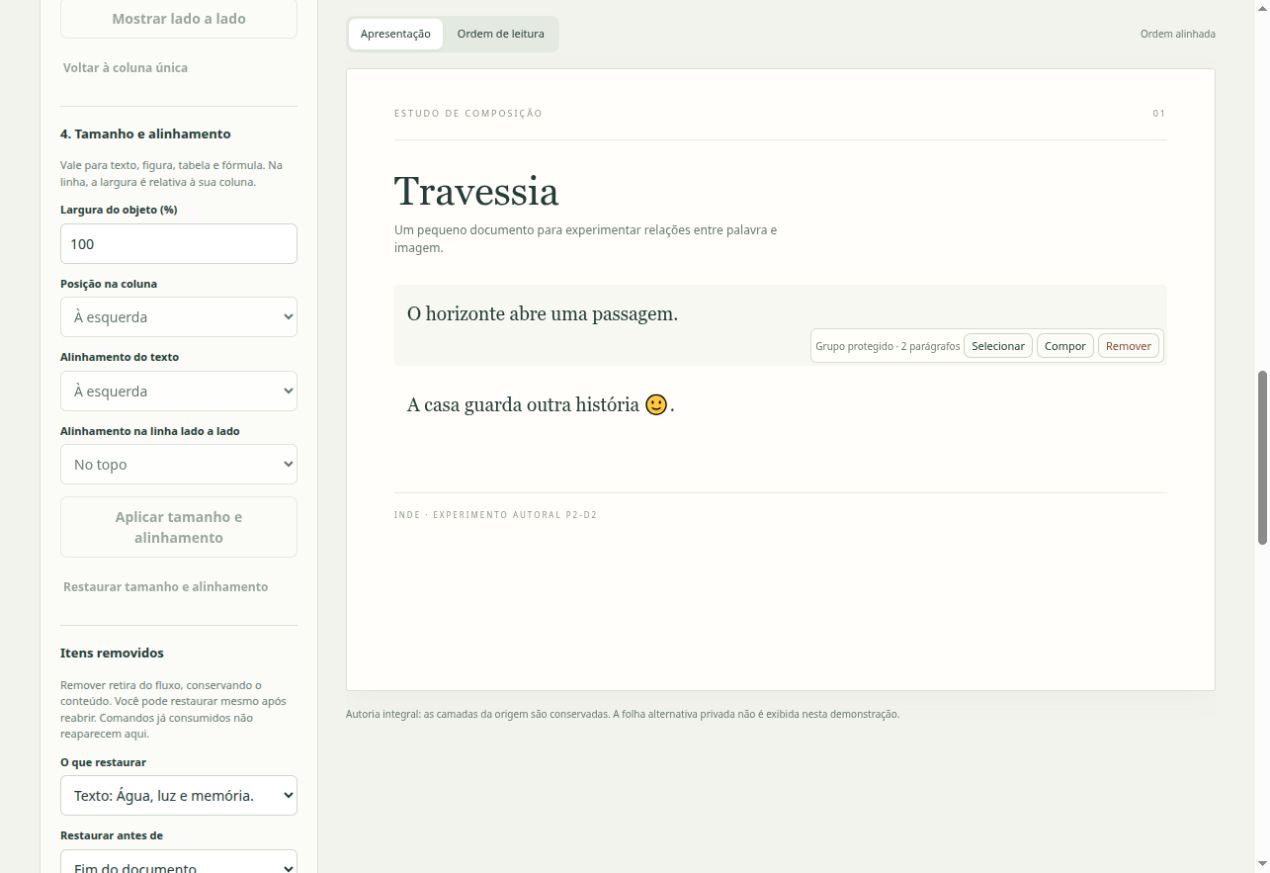 Mostrar lado a lado
Voltar à coluna única
4. Tamanho e alinhamento
Vale para texto, figura, tabela e fórmula. Na
linha, a largura é relativa à sua coluna.
Largura do objeto (%)
100
Posição na coluna
À esquerda
Alinhamento do texto
À esquerda
Alinhamento na linha lado a lado
No topo
Aplicar tamanho e
alinhamento
Restaurar tamanho e alinhamento
Itens removidos
Remover retira do fluxo, conservando o
conteúdo. Você pode restaurar mesmo após
reabrir. Comandos já consumidos não
reaparecem aqui.
O que restaurar
Texto: Água, luz e memória.
Restaurar antes de
Fim do documento
Apresentação
Ordem de leitura
Ordem alinhada
ESTUDO DE COMPOSIÇÃO
01
Travessia
Um pequeno documento para experimentar relações entre palavra e
imagem.
O horizonte abre uma passagem.
Grupo protegido · 2 parágrafos
Selecionar
Compor
Remover
A casa guarda outra história 🙂.
INDE · EXPERIMENTO AUTORAL P2-D2
Autoria integral: as camadas da origem são conservadas. A folha alternativa privada não é exibida nesta demonstração.